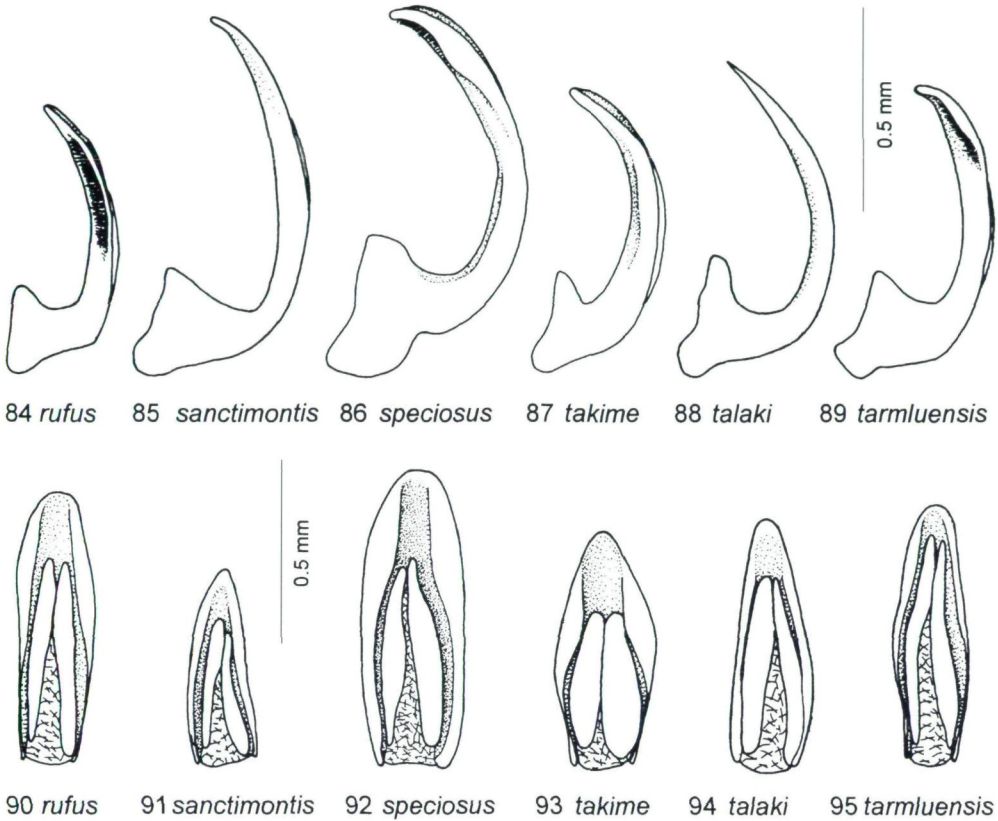 0.5 mm
84 rufus
85 sanctimontis
86 speciosus
87 takime
88 talaki
89 tarmluensis
0.5 mm
90 rufus
91 sanctimontis
92 speciosus
93 takime
94 talaki
95 tarmluensis